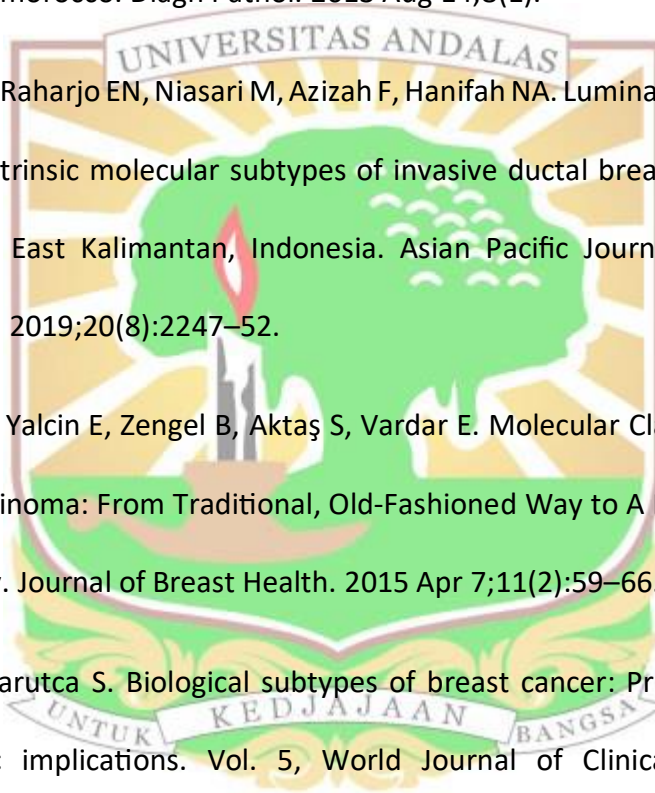 morocco. Diagn Pathol. 2013 Aug 14;8(1).
UNIVERSITAS ANDALAS
Raharjo EN, Niasari M, Azizah F, Hanifah NA. Lumina
trinsic molecular subtypes of invasive ductal brea
East Kalimantan, Indonesia. Asian Pacific Journ
2019;20(8):2247–52.
Yalcin E, Zengel B, Aktaş S, Vardar E. Molecular Cl
inoma: From Traditional, Old-Fashioned Way to A
. Journal of Breast Health. 2015 Apr 7;11(2):59–66.
arutca S. Biological subtypes of breast cancer: Pr
implications. Vol. 5, World Journal of Clinica
UNTUK KEDJAJAAN BANGSA